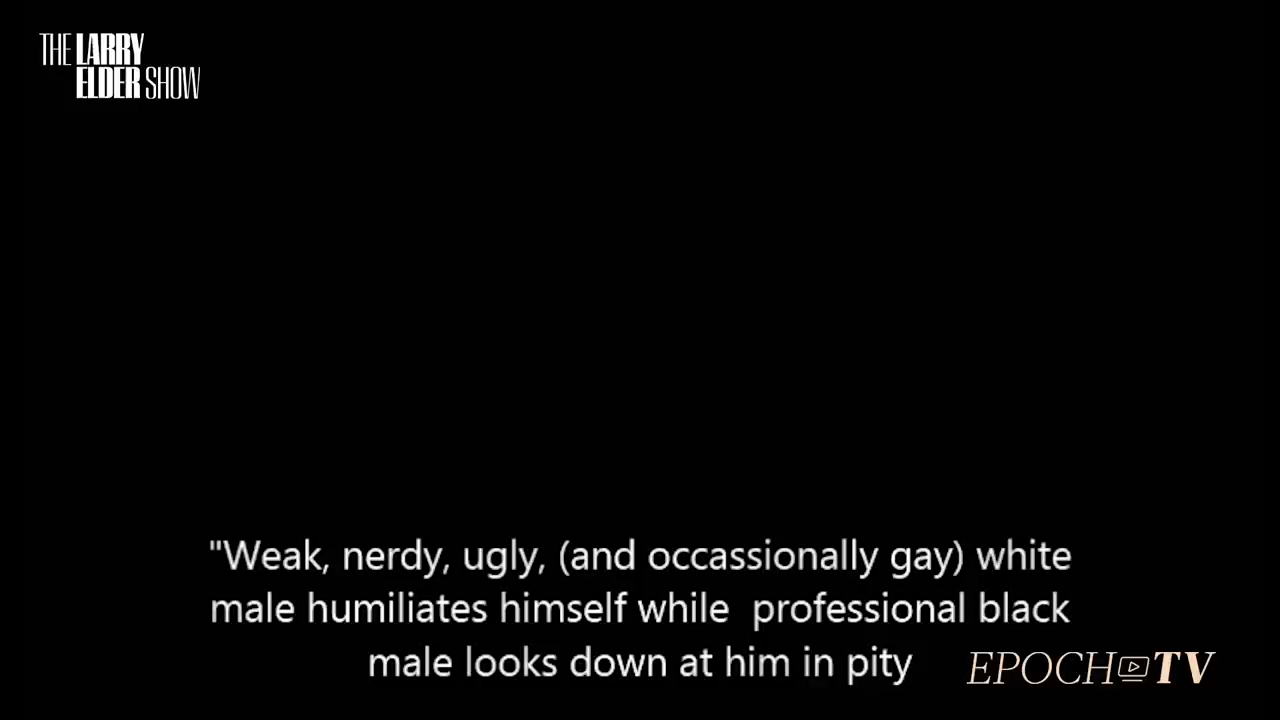 THE LARRY
ELDER SHOW
"Weak, nerdy, ugly, (and occassionally gay) white
male humiliates himself while  professional black
male looks down at him in pity
EPOCH TV